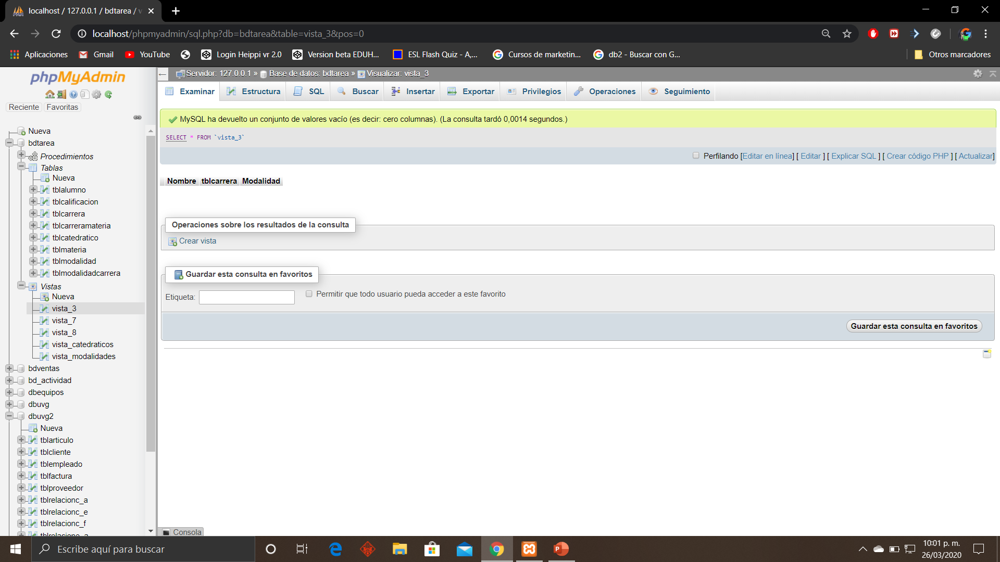 localhost / 127.0.0.1 / bdtarea / v
localhost/phpmyadmin/sql.php?db=bdtarea&table=vista_3&pos=0
Aplicaciones Gmail YouTube Login Heippi vr 2.0 Version beta EDUH... ESL Flash Quiz - A,... Cursos de marketin... db2 - Buscar con G... Otros marcadores
phpMyAdmin
Reciente Favoritas
Nueva
bdtarea
Procedimientos
Tablas
Nueva
tblalumno
tblcalificacion
tblcarrera
tblcarreramateria
tblcatedratico
tblmateria
tblmodalidad
tblmodalidadcarrera
Vistas
Nueva
vista_3
vista_7
vista_8
vista_catedraticos
vista_modalidades
bdventas
bd_actividad
dbequipos
dbuvg
dbuvg2
Nueva
tblarticulo
tblcliente
tblempleado
tblfactura
tblproveedor
tblrelacionc_a
tblrelacionc_e
tblrelacionc_f
Servidor: 127.0.0.1 » Base de datos: bdtarea » Visualizar: vista_3
Examinar Estructura SQL Buscar Insertar Exportar Privilegios Operaciones Seguimiento
MySQL ha devuelto un conjunto de valores vacío (es decir: cero columnas). (La consulta tardó 0,0014 segundos.)
SELECT * FROM `vista_3`
Perfilando [Editar en línea] [ Editar ] [ Explicar SQL ] [ Crear código PHP ] [ Actualizar]
Nombre tblcarrera Modalidad
Operaciones sobre los resultados de la consulta
Crear vista
Guardar esta consulta en favoritos
Etiqueta: Permitir que todo usuario pueda acceder a este favorito
Guardar esta consulta en favoritos
Consola
Escribe aquí para buscar
10:01 p. m.
26/03/2020